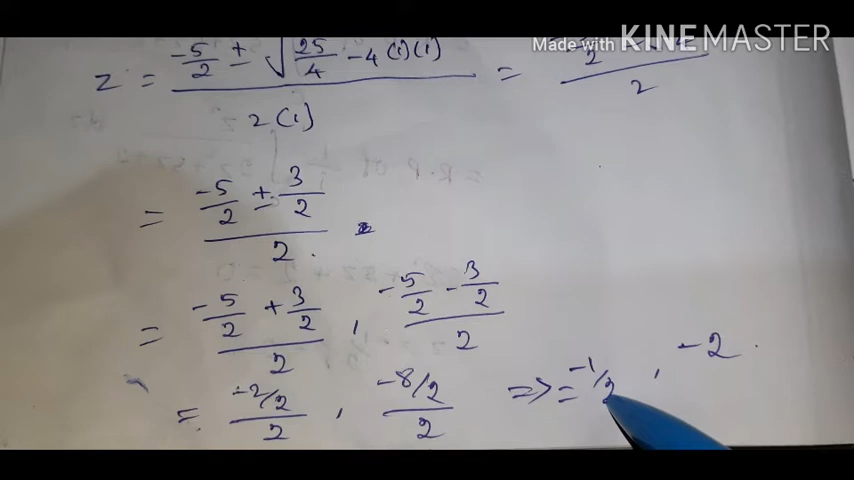 Made with KINEMASTER
z = (-5/2 ± √(25/4 - 4(1)(1))) / 2(1) =
= (-5/2 ± 3/2) / 2.
= (-5/2 + 3/2) / 2 , (-5/2 - 3/2) / 2
= (-2/2) / 2 , (-8/2) / 2 => = -1/2 , -2.